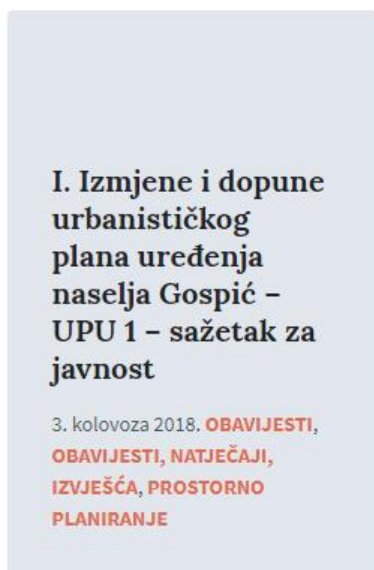 I. Izmjene i dopune
urbanističkog
plana uređenja
naselja Gospić –
UPU 1 – sažetak za
javnost
3. kolovoza 2018. OBAVIJESTI,
OBAVIJESTI, NATJEČAJI,
IZVJEŠĆA, PROSTORNO
PLANIRANJE